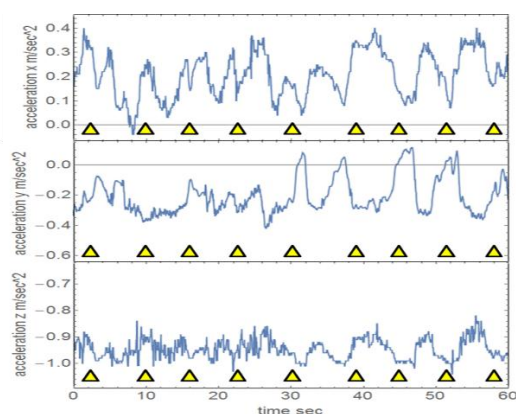 acceleration x m/sec^2
0.4
0.3
0.2
0.1
0.0
acceleration y m/sec^2
0.0
-0.2
-0.4
-0.6
acceleration z m/sec^2
-0.7
-0.8
-0.9
-1.0
0 10 20 30 40 50 60
time sec